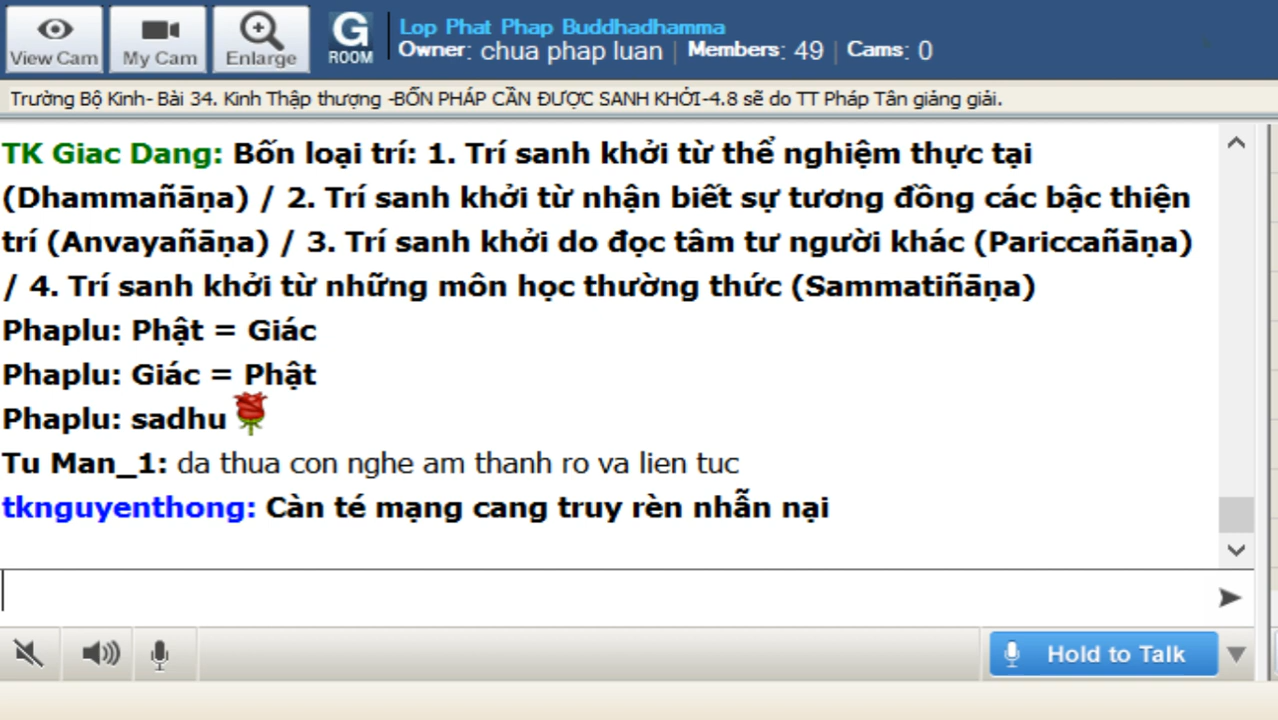 View Cam
My Cam
Enlarge
G
ROOM
Lop Phat Phap Buddhadhamma
Owner: chua phap luan | Members: 49 | Cams: 0
Trường Bộ Kinh- Bài 34. Kinh Thập thượng -BỐN PHÁP CẦN ĐƯỢC SANH KHỞI-4.8 sẽ do TT Pháp Tân giảng giải.
TK Giac Dang: Bốn loại trí: 1. Trí sanh khởi từ thể nghiệm thực tại
(Dhammañāṇa) / 2. Trí sanh khởi từ nhận biết sự tương đồng các bậc thiện
trí (Anvayañāṇa) / 3. Trí sanh khởi do đọc tâm tư người khác (Pariccañāṇa)
/ 4. Trí sanh khởi từ những môn học thường thức (Sammatiñāṇa)
Phaplu: Phật = Giác
Phaplu: Giác = Phật
Phaplu: sadhu
Tu Man_1: da thua con nghe am thanh ro va lien tuc
tknguyenthong: Càn té mạng cang truy rèn nhẫn nại
Hold to Talk